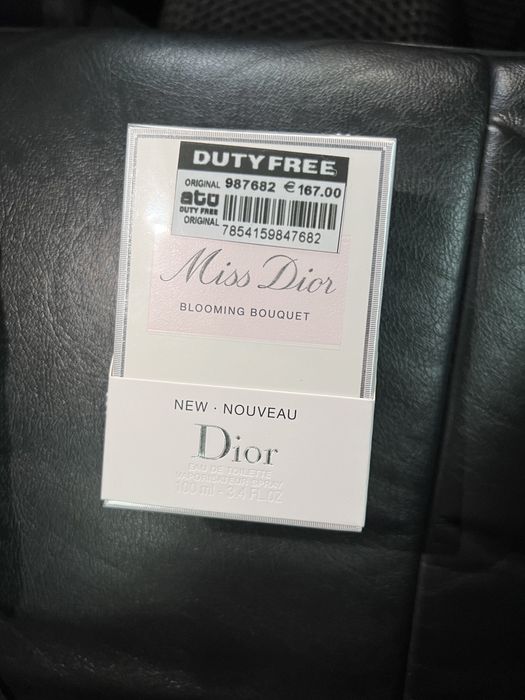 DUTY FREE
ORIGINAL 987682 € 167.00
atü
DUTY FREE
ORIGINAL 7854159847682
Miss Dior
BLOOMING BOUQUET
NEW · NOUVEAU
Dior
EAU DE TOILETTE
VAPORISATEUR SPRAY
100 ml - 3.4 FL.OZ